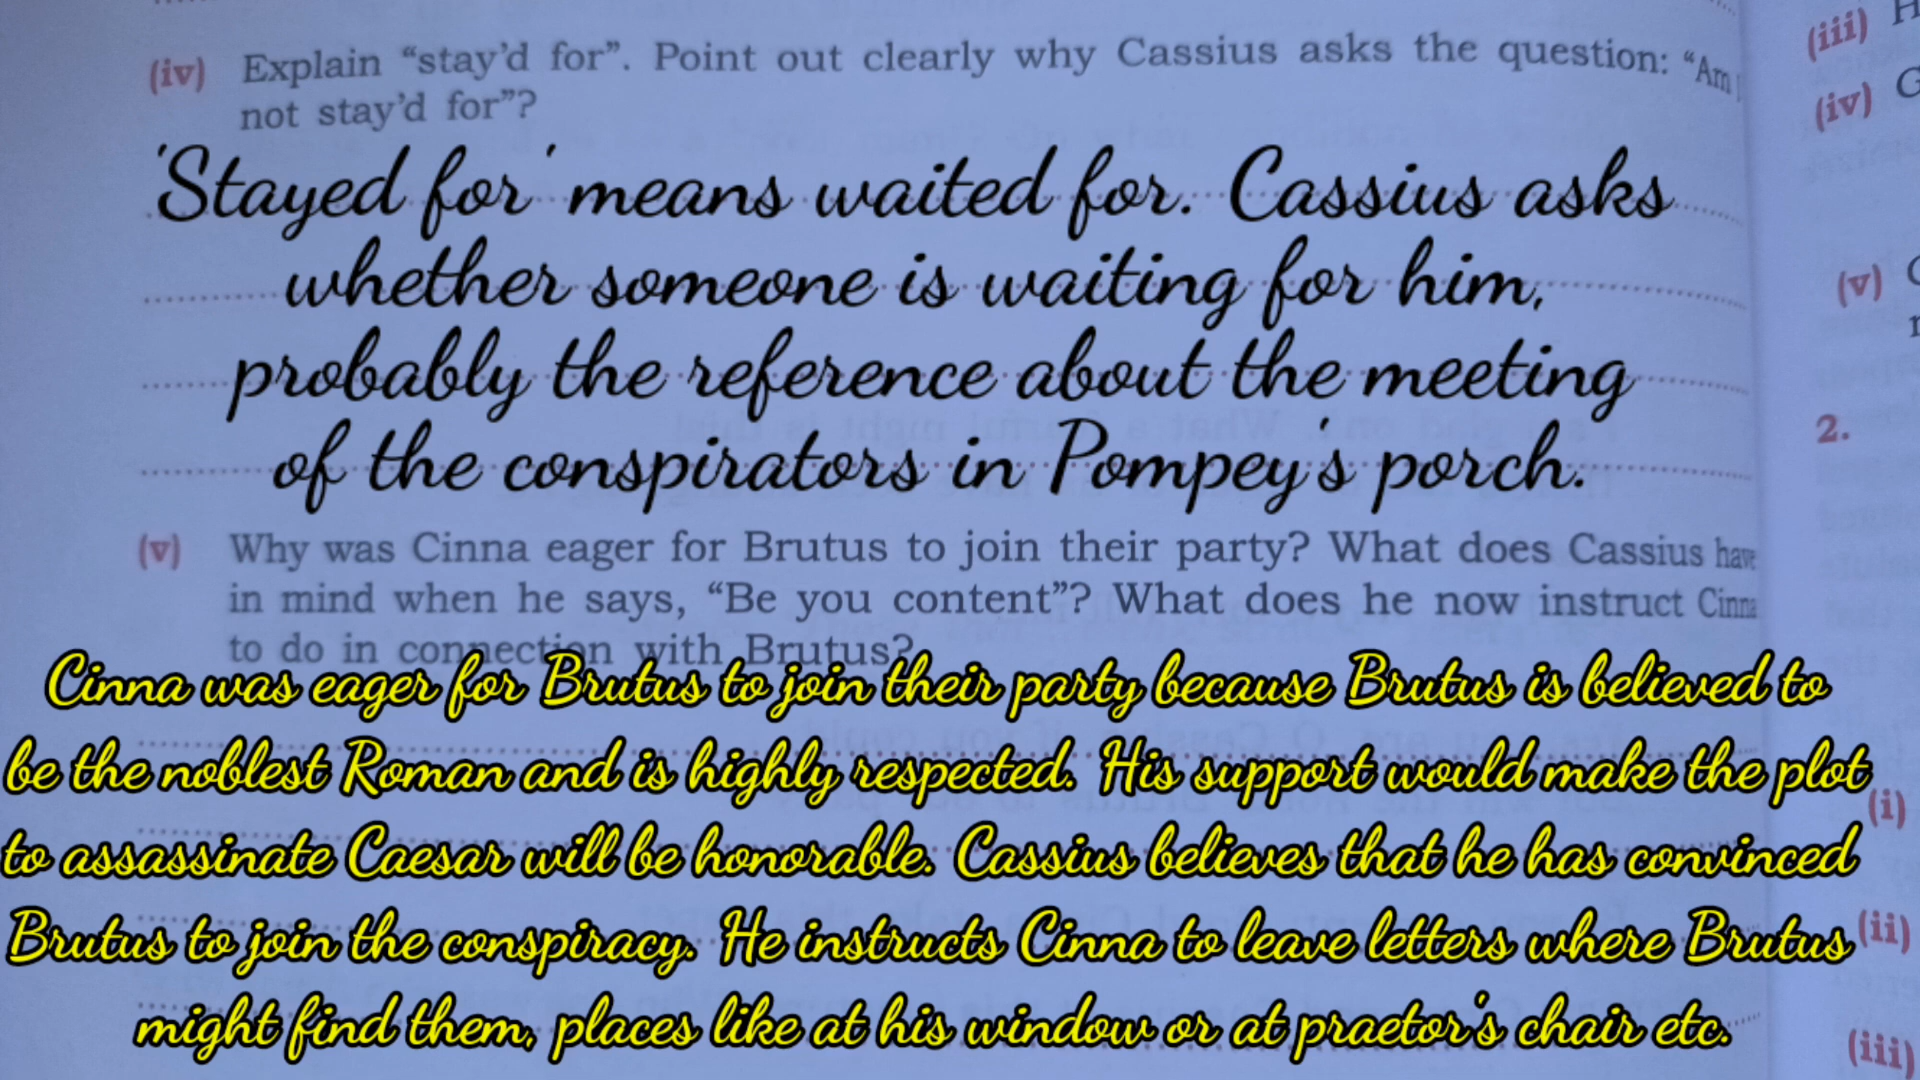 (iv) Explain “stay’d for”. Point out clearly why Cassius asks the question: “Am
not stay’d for”?
'Stayed for' means waited for. Cassius asks
whether someone is waiting for him,
probably the reference about the meeting
of the conspirators in Pompey's porch.
(v) Why was Cinna eager for Brutus to join their party? What does Cassius have
in mind when he says, “Be you content”? What does he now instruct Cinna
to do in connection with Brutus?
Cinna was eager for Brutus to join their party because Brutus is believed to
be the noblest Roman and is highly respected. His support would make the plot
to assassinate Caesar will be honorable. Cassius believes that he has convinced
Brutus to join the conspiracy. He instructs Cinna to leave letters where Brutus
might find them, places like at his window or at praetor's chair etc.
(iii)
(iv)
(v)
2.
(i)
(ii)
(iii)